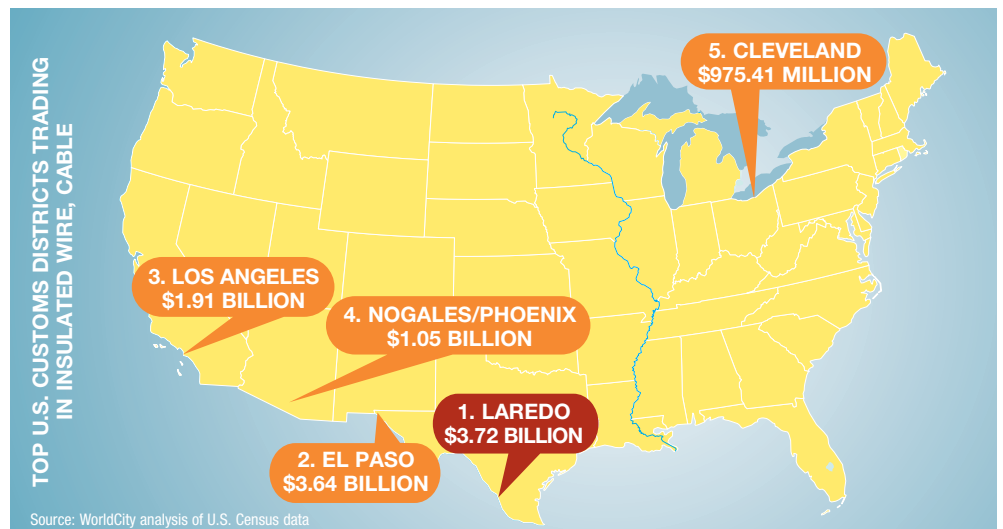 TOP U.S. CUSTOMS DISTRICTS TRADING
IN INSULATED WIRE, CABLE
5. CLEVELAND
$975.41 MILLION
3. LOS ANGELES
$1.91 BILLION
4. NOGALES/PHOENIX
$1.05 BILLION
1. LAREDO
$3.72 BILLION
2. EL PASO
$3.64 BILLION
Source: WorldCity analysis of U.S. Census data